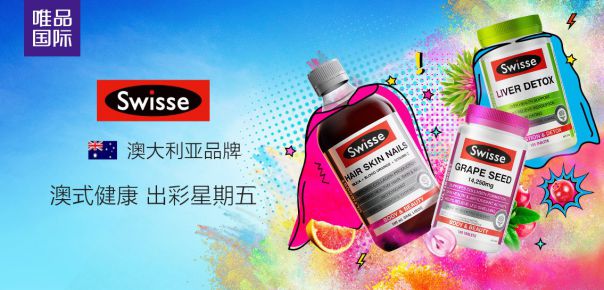 唯品
国际
Swisse
澳大利亚品牌
澳式健康 出彩星期五
Swisse
HAIR SKIN NAILS
BODY & BEAUTY
Swisse
GRAPE SEED
14,250mg
BODY & BEAUTY
Swisse
LIVER DETOX